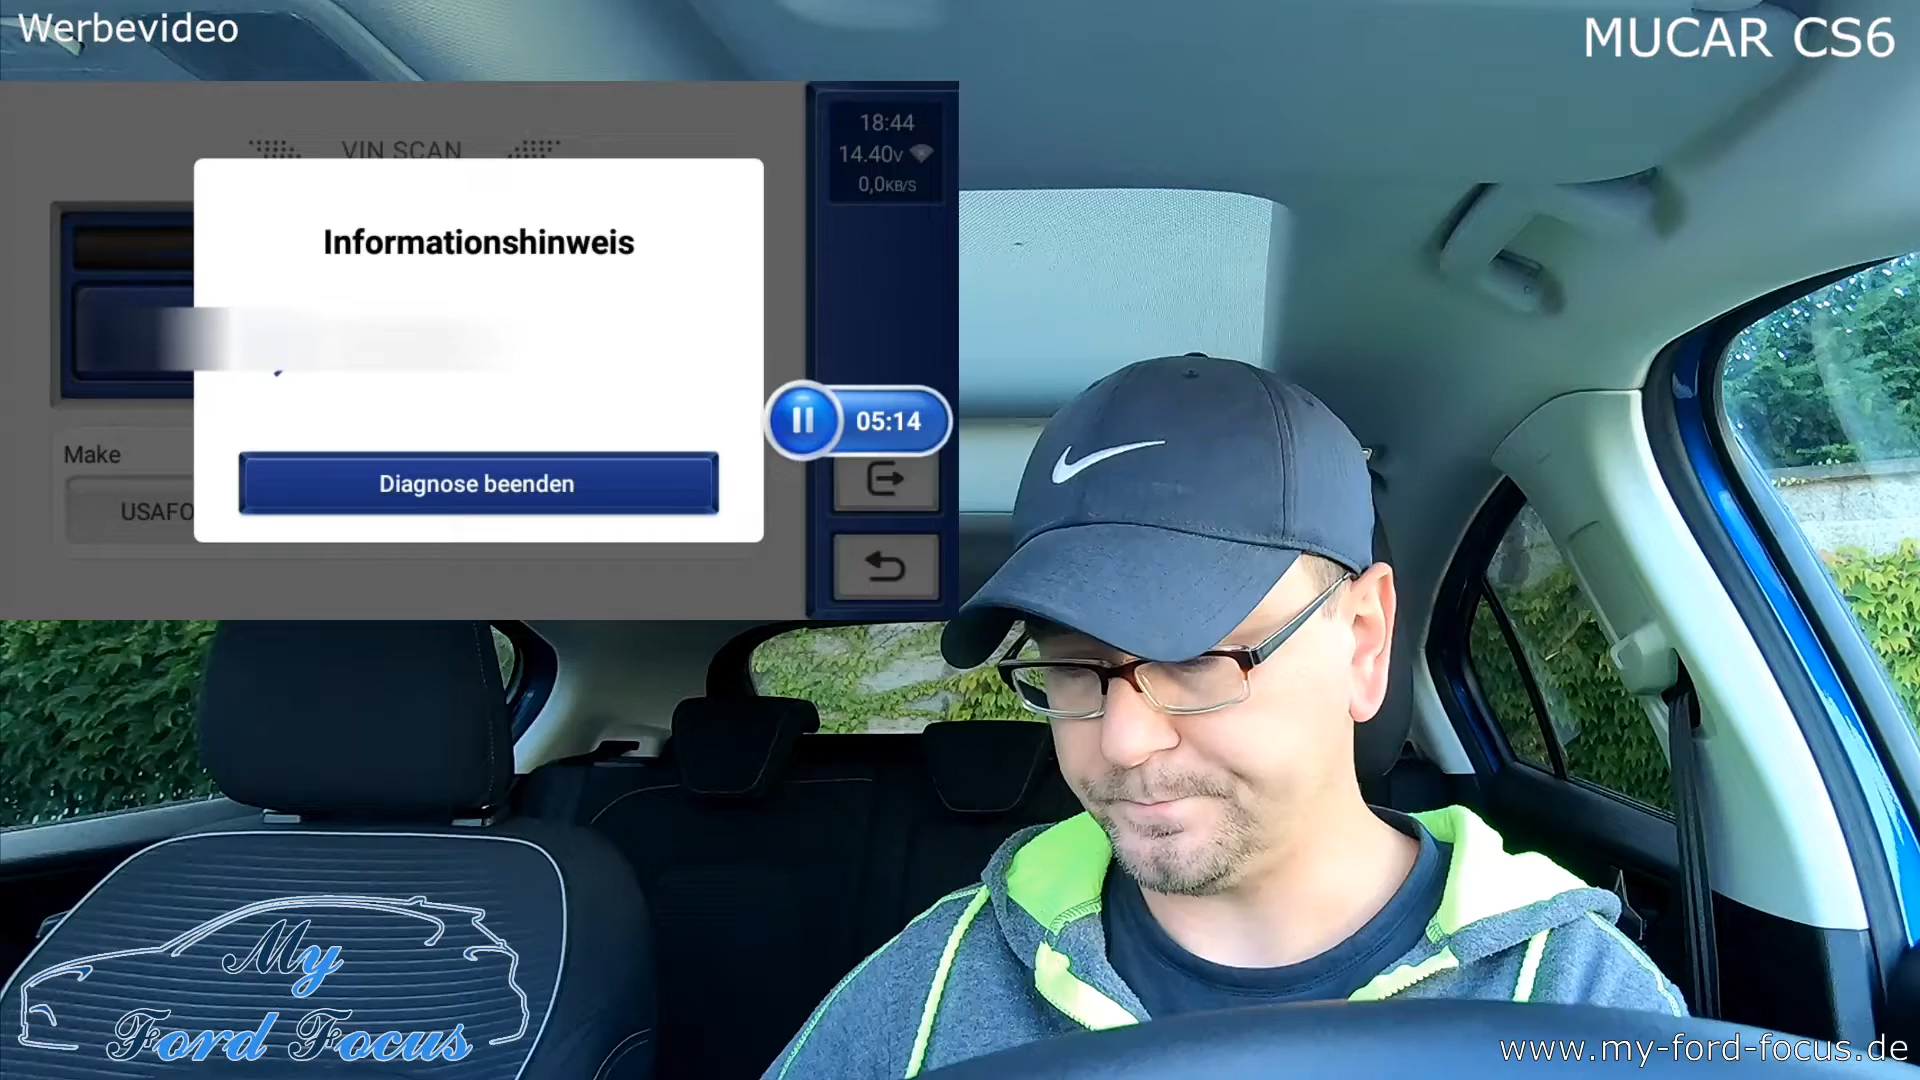 Werbevideo
MUCAR CS6
VIN SCAN
18:44
14.40V
0,0KB/S
Informationshinweis
05:14
Make
Diagnose beenden
USAFO
My
Ford Focus
www.my-ford-focus.de